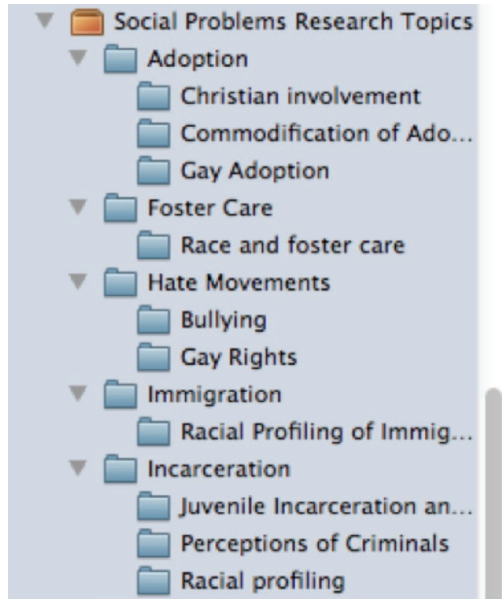 Social Problems Research Topics
Adoption
Christian involvement
Commodification of Ado...
Gay Adoption
Foster Care
Race and foster care
Hate Movements
Bullying
Gay Rights
Immigration
Racial Profiling of Immig...
Incarceration
Juvenile Incarceration an...
Perceptions of Criminals
Racial profiling